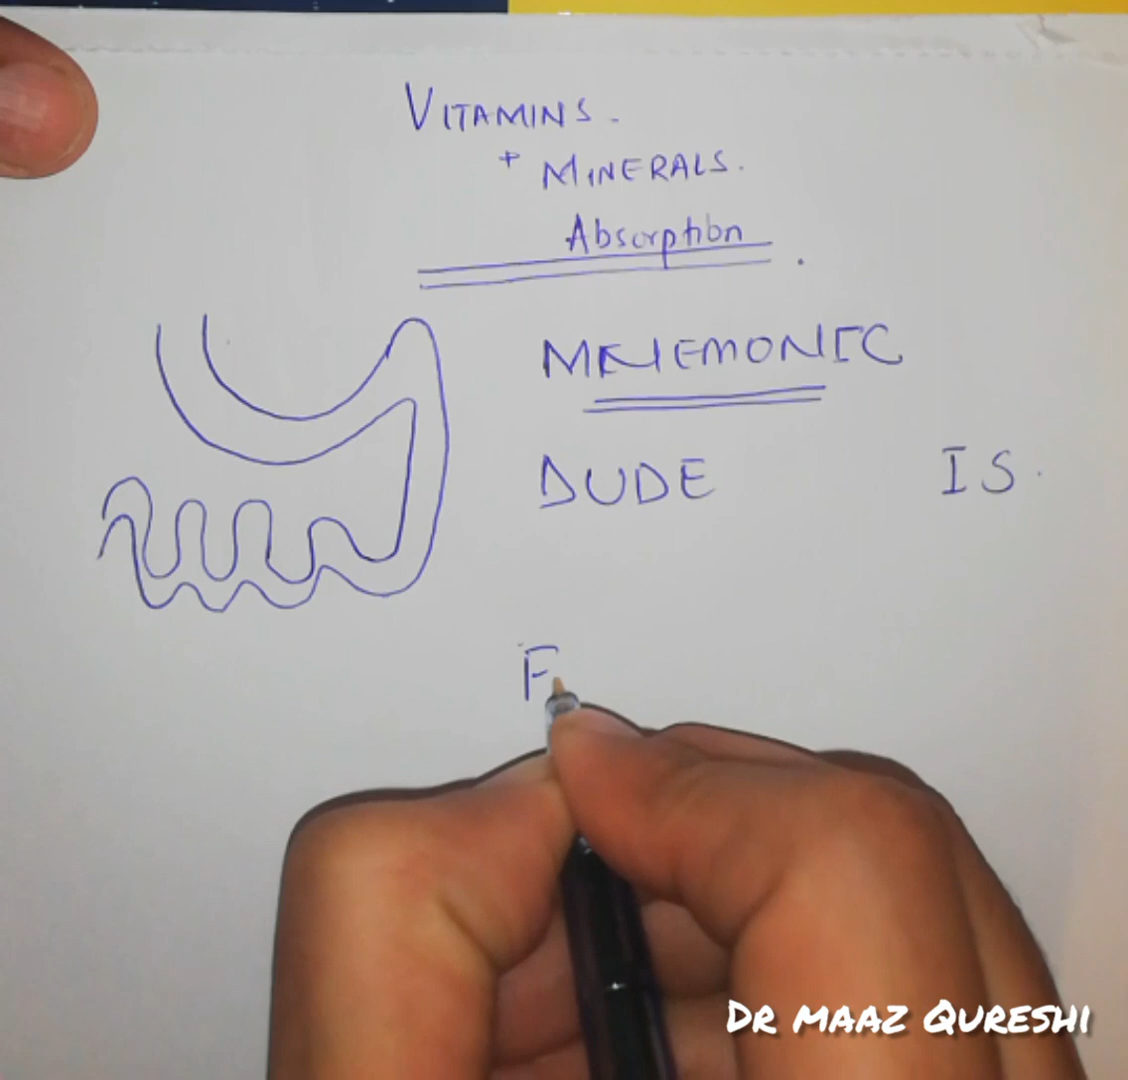 VITAMINS.
+ MINERALS.
Absorption.
MNEMONIC
DUDE IS.
F
DR MAAZ QURESHI